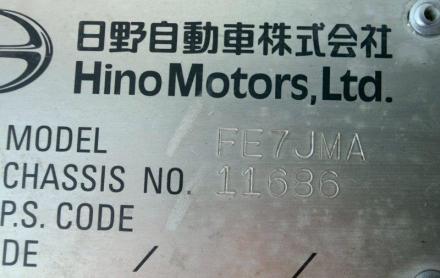 日野自動車株式会社
Hino Motors, Ltd.
MODEL FE7JMA
CHASSIS NO. 11686
P.S. CODE
DE / /